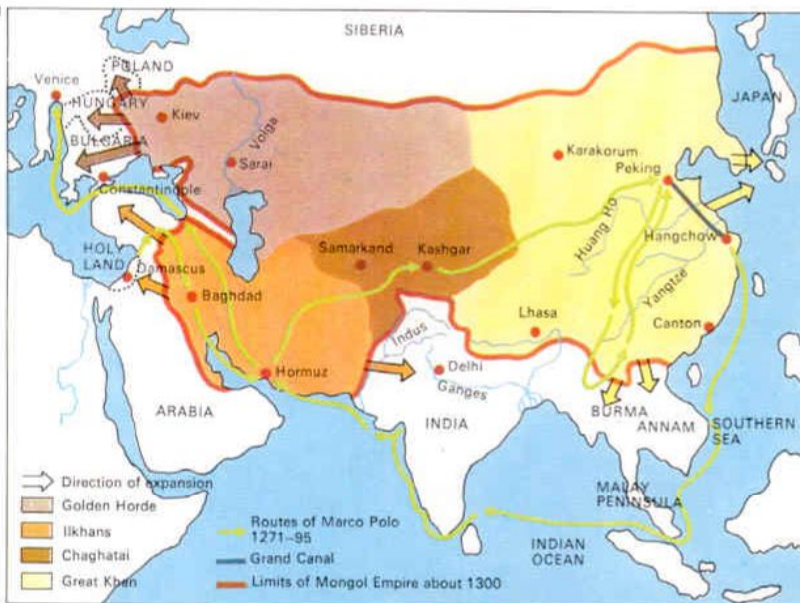 SIBERIA
POLAND
Venice
HUNGARY
Kiev
Volga
JAPAN
BULGARIA
Karakorum
Sarai
Peking
Constantinople
Huang Ho
HOLY
LAND
Samarkand
Kashgar
Hangchow
Damascus
Baghdad
Yangtze
Lhasa
Canton
Indus
Hormuz
Delhi
Ganges
ARABIA
INDIA
BURMA
ANNAM
SOUTHERN
SEA
MALAY
PENINSULA
INDIAN
OCEAN
Direction of expansion
Golden Horde
Ilkhans
Chaghatai
Great Khen
Routes of Marco Polo
1271–95
Grand Canal
Limits of Mongol Empire about 1300